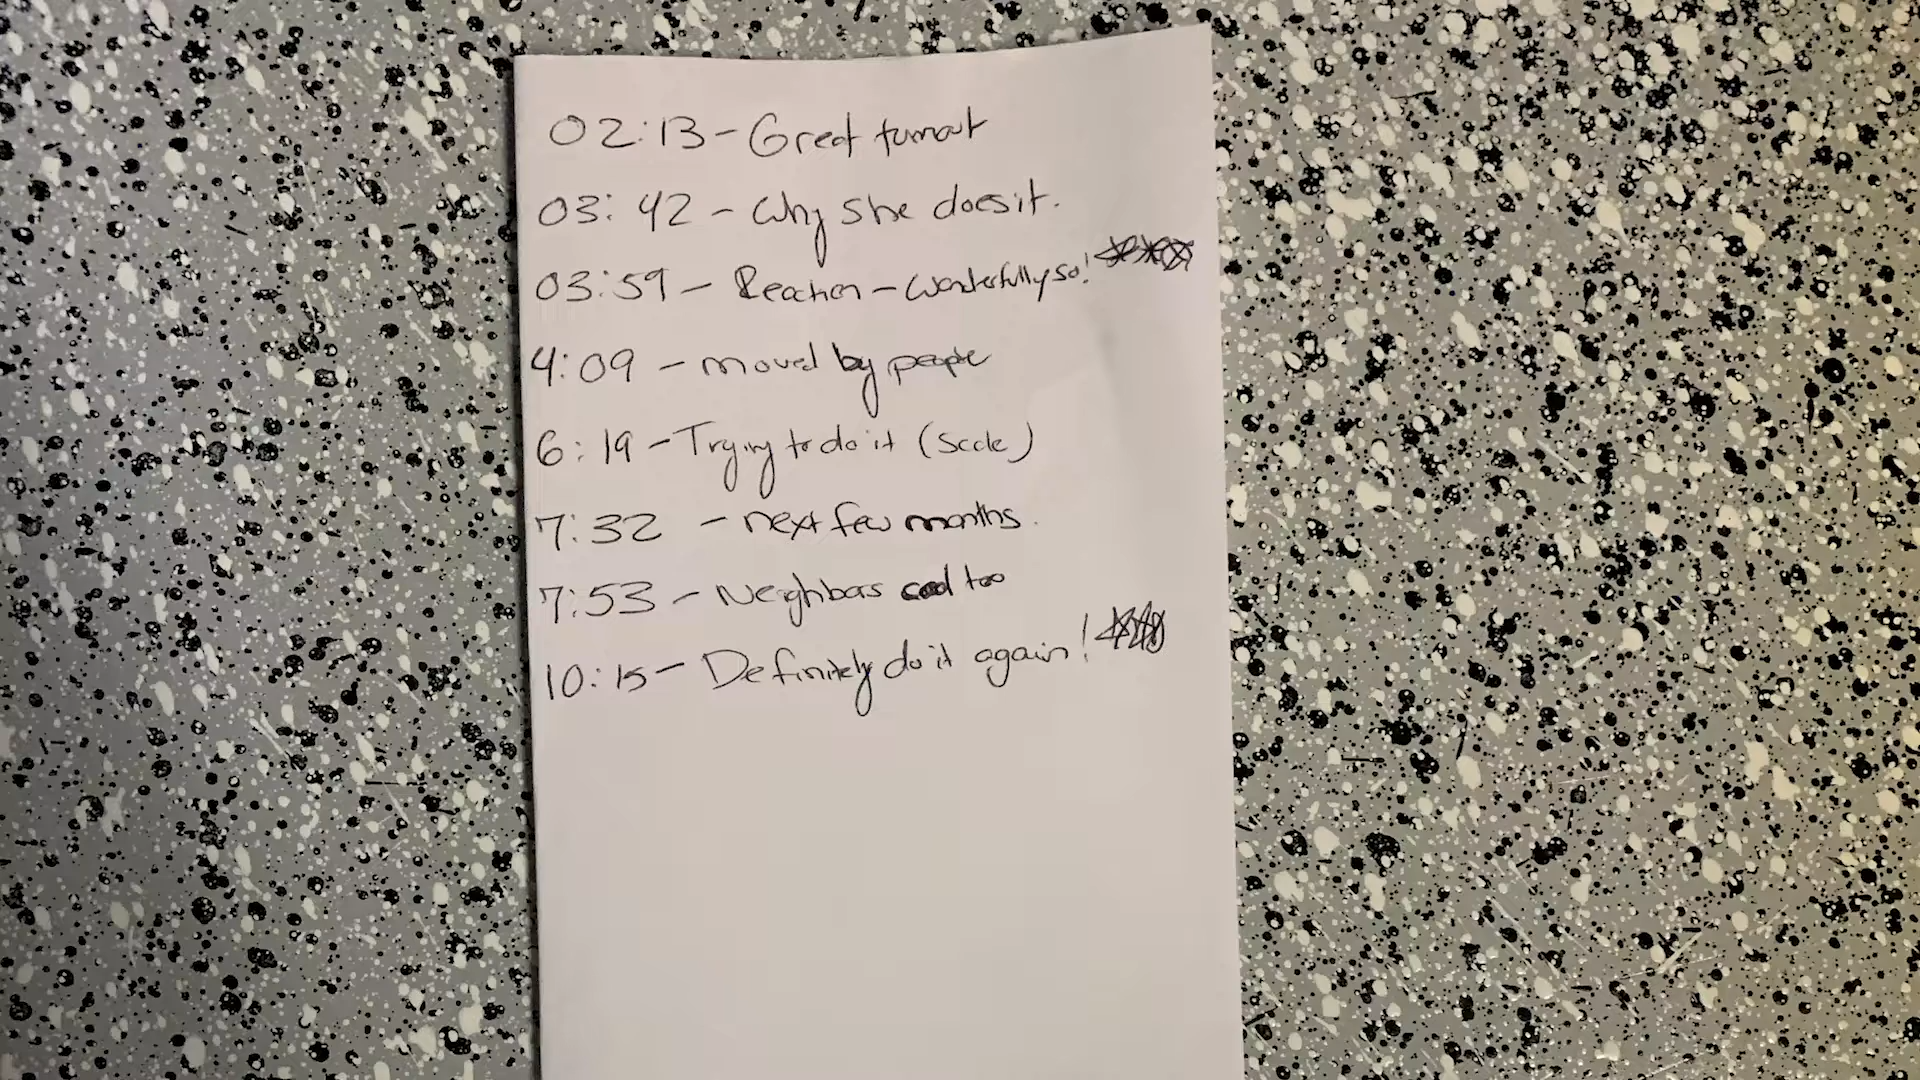 02:13 - Great turnout
03:42 - Why she does it.
03:59 - Reaction - Wonderfully so!
4:09 - moved by people
6:19 - Trying to do it (Scale)
7:32 - next few months.
7:53 - Neighbors too
10:15 - Definitely do it again!